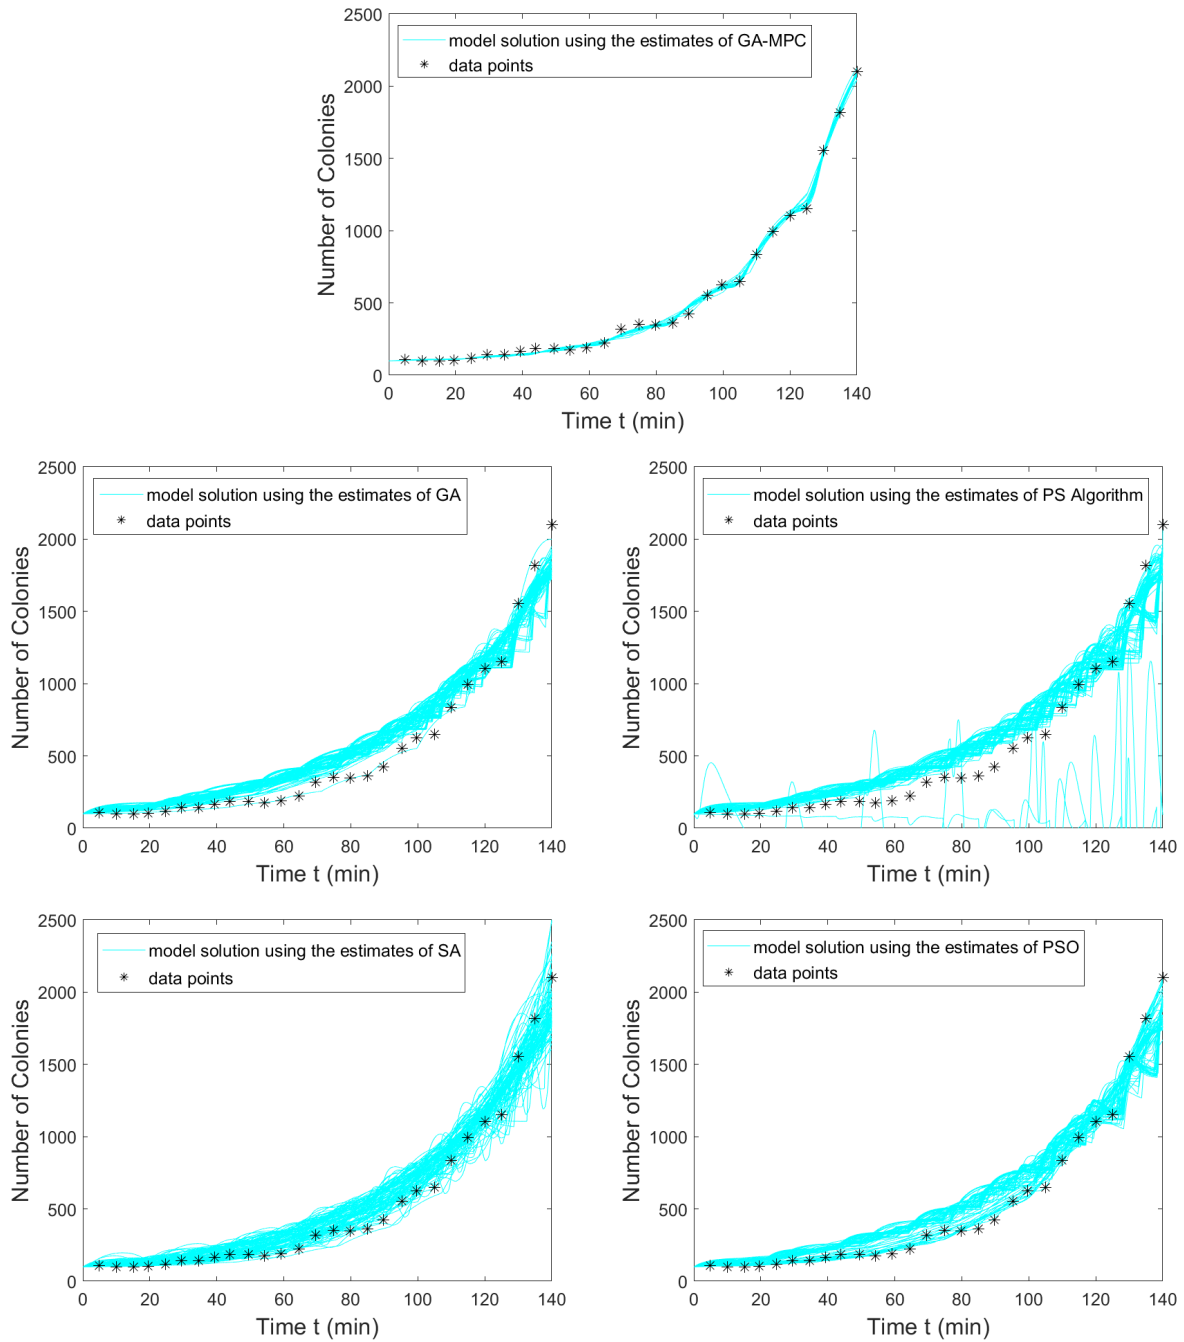 2500
2000
1500
1000
500
0
Number of Colonies
model solution using the estimates of GA-MPC
data points
0 20 40 60 80 100 120 140
Time t (min)
2500
2000
1500
1000
500
0
Number of Colonies
model solution using the estimates of GA
data points
0 20 40 60 80 100 120 140
Time t (min)
2500
2000
1500
1000
500
0
Number of Colonies
model solution using the estimates of PS Algorithm
data points
0 20 40 60 80 100 120 140
Time t (min)
2500
2000
1500
1000
500
0
Number of Colonies
model solution using the estimates of SA
data points
0 20 40 60 80 100 120 140
Time t (min)
2500
2000
1500
1000
500
0
Number of Colonies
model solution using the estimates of PSO
data points
0 20 40 60 80 100 120 140
Time t (min)